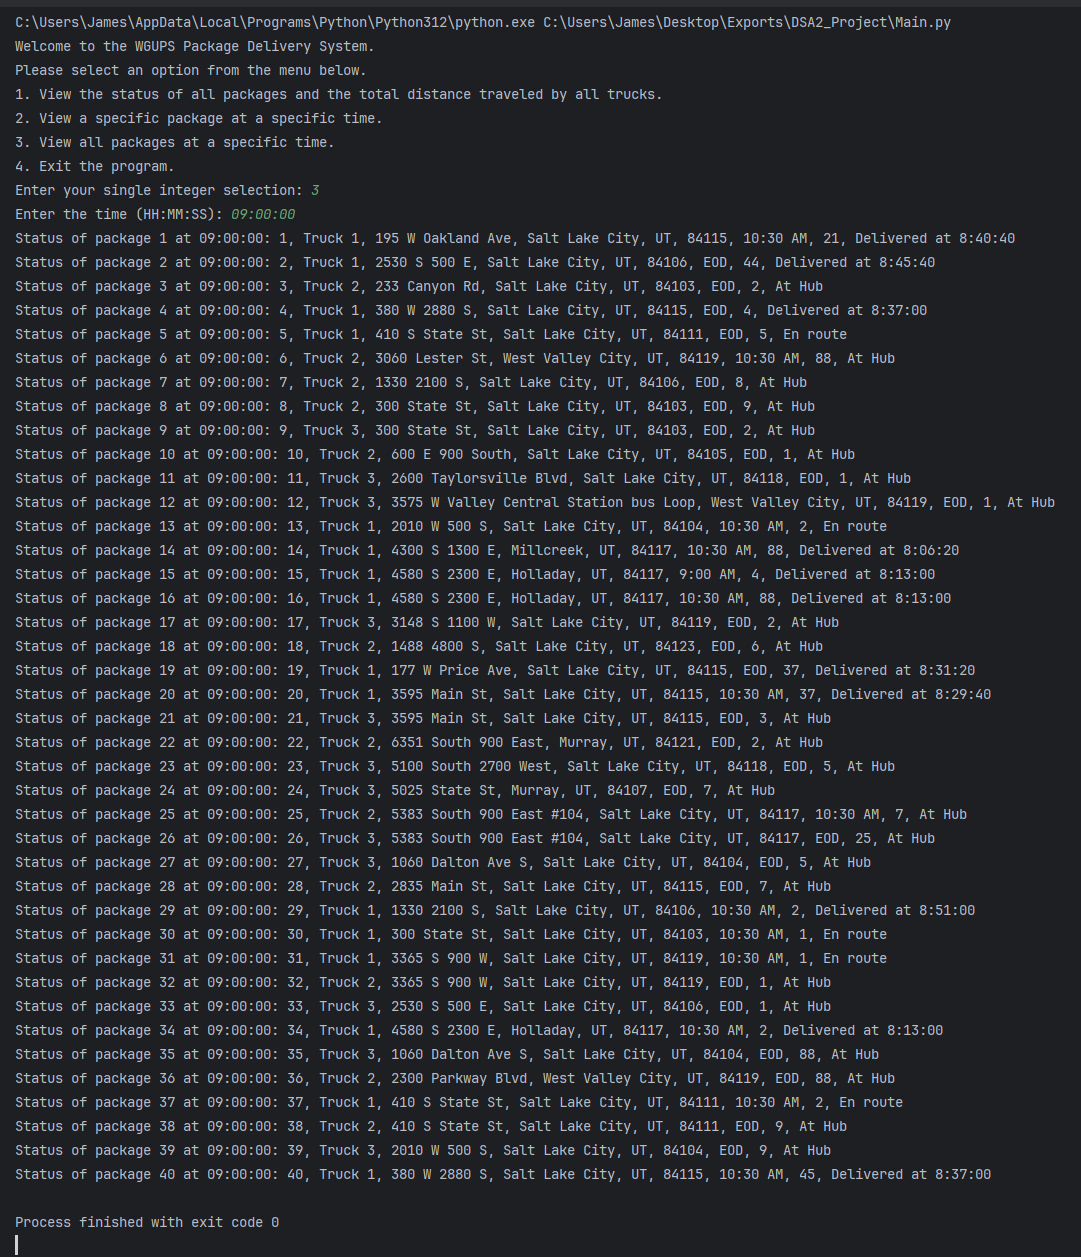 C:\Users\James\AppData\Local\Programs\Python\Python312\python.exe C:\Users\James\Desktop\Exports\DSA2_Project\Main.py
Welcome to the WGUPS Package Delivery System.
Please select an option from the menu below.
1. View the status of all packages and the total distance traveled by all trucks.
2. View a specific package at a specific time.
3. View all packages at a specific time.
4. Exit the program.
Enter your single integer selection: 3
Enter the time (HH:MM:SS): 09:00:00
Status of package 1 at 09:00:00: 1, Truck 1, 195 W Oakland Ave, Salt Lake City, UT, 84115, 10:30 AM, 21, Delivered at 8:40:40
Status of package 2 at 09:00:00: 2, Truck 1, 2530 S 500 E, Salt Lake City, UT, 84106, EOD, 44, Delivered at 8:45:40
Status of package 3 at 09:00:00: 3, Truck 2, 233 Canyon Rd, Salt Lake City, UT, 84103, EOD, 2, At Hub
Status of package 4 at 09:00:00: 4, Truck 1, 380 W 2880 S, Salt Lake City, UT, 84115, EOD, 4, Delivered at 8:37:00
Status of package 5 at 09:00:00: 5, Truck 1, 410 S State St, Salt Lake City, UT, 84111, EOD, 5, En route
Status of package 6 at 09:00:00: 6, Truck 2, 3060 Lester St, West Valley City, UT, 84119, 10:30 AM, 88, At Hub
Status of package 7 at 09:00:00: 7, Truck 2, 1330 2100 S, Salt Lake City, UT, 84106, EOD, 8, At Hub
Status of package 8 at 09:00:00: 8, Truck 2, 300 State St, Salt Lake City, UT, 84103, EOD, 9, At Hub
Status of package 9 at 09:00:00: 9, Truck 3, 300 State St, Salt Lake City, UT, 84103, EOD, 2, At Hub
Status of package 10 at 09:00:00: 10, Truck 2, 600 E 900 South, Salt Lake City, UT, 84105, EOD, 1, At Hub
Status of package 11 at 09:00:00: 11, Truck 3, 2600 Taylorsville Blvd, Salt Lake City, UT, 84118, EOD, 1, At Hub
Status of package 12 at 09:00:00: 12, Truck 3, 3575 W Valley Central Station bus Loop, West Valley City, UT, 84119, EOD, 1, At Hub
Status of package 13 at 09:00:00: 13, Truck 1, 2010 W 500 S, Salt Lake City, UT, 84104, 10:30 AM, 2, En route
Status of package 14 at 09:00:00: 14, Truck 1, 4300 S 1300 E, Millcreek, UT, 84117, 10:30 AM, 88, Delivered at 8:06:20
Status of package 15 at 09:00:00: 15, Truck 1, 4580 S 2300 E, Holladay, UT, 84117, 9:00 AM, 4, Delivered at 8:13:00
Status of package 16 at 09:00:00: 16, Truck 1, 4580 S 2300 E, Holladay, UT, 84117, 10:30 AM, 88, Delivered at 8:13:00
Status of package 17 at 09:00:00: 17, Truck 3, 3148 S 1100 W, Salt Lake City, UT, 84119, EOD, 2, At Hub
Status of package 18 at 09:00:00: 18, Truck 2, 1488 4800 S, Salt Lake City, UT, 84123, EOD, 6, At Hub
Status of package 19 at 09:00:00: 19, Truck 1, 177 W Price Ave, Salt Lake City, UT, 84115, EOD, 37, Delivered at 8:31:20
Status of package 20 at 09:00:00: 20, Truck 1, 3595 Main St, Salt Lake City, UT, 84115, 10:30 AM, 37, Delivered at 8:29:40
Status of package 21 at 09:00:00: 21, Truck 3, 3595 Main St, Salt Lake City, UT, 84115, EOD, 3, At Hub
Status of package 22 at 09:00:00: 22, Truck 2, 6351 South 900 East, Murray, UT, 84121, EOD, 2, At Hub
Status of package 23 at 09:00:00: 23, Truck 3, 5100 South 2700 West, Salt Lake City, UT, 84118, EOD, 5, At Hub
Status of package 24 at 09:00:00: 24, Truck 3, 5025 State St, Murray, UT, 84107, EOD, 7, At Hub
Status of package 25 at 09:00:00: 25, Truck 2, 5383 South 900 East #104, Salt Lake City, UT, 84117, 10:30 AM, 7, At Hub
Status of package 26 at 09:00:00: 26, Truck 3, 5383 South 900 East #104, Salt Lake City, UT, 84117, EOD, 25, At Hub
Status of package 27 at 09:00:00: 27, Truck 3, 1060 Dalton Ave S, Salt Lake City, UT, 84104, EOD, 5, At Hub
Status of package 28 at 09:00:00: 28, Truck 2, 2835 Main St, Salt Lake City, UT, 84115, EOD, 7, At Hub
Status of package 29 at 09:00:00: 29, Truck 1, 1330 2100 S, Salt Lake City, UT, 84106, 10:30 AM, 2, Delivered at 8:51:00
Status of package 30 at 09:00:00: 30, Truck 1, 300 State St, Salt Lake City, UT, 84103, 10:30 AM, 1, En route
Status of package 31 at 09:00:00: 31, Truck 1, 3365 S 900 W, Salt Lake City, UT, 84119, 10:30 AM, 1, En route
Status of package 32 at 09:00:00: 32, Truck 2, 3365 S 900 W, Salt Lake City, UT, 84119, EOD, 1, At Hub
Status of package 33 at 09:00:00: 33, Truck 3, 2530 S 500 E, Salt Lake City, UT, 84106, EOD, 1, At Hub
Status of package 34 at 09:00:00: 34, Truck 1, 4580 S 2300 E, Holladay, UT, 84117, 10:30 AM, 2, Delivered at 8:13:00
Status of package 35 at 09:00:00: 35, Truck 3, 1060 Dalton Ave S, Salt Lake City, UT, 84104, EOD, 88, At Hub
Status of package 36 at 09:00:00: 36, Truck 2, 2300 Parkway Blvd, West Valley City, UT, 84119, EOD, 88, At Hub
Status of package 37 at 09:00:00: 37, Truck 1, 410 S State St, Salt Lake City, UT, 84111, 10:30 AM, 2, En route
Status of package 38 at 09:00:00: 38, Truck 2, 410 S State St, Salt Lake City, UT, 84111, EOD, 9, At Hub
Status of package 39 at 09:00:00: 39, Truck 3, 2010 W 500 S, Salt Lake City, UT, 84104, EOD, 9, At Hub
Status of package 40 at 09:00:00: 40, Truck 1, 380 W 2880 S, Salt Lake City, UT, 84115, 10:30 AM, 45, Delivered at 8:37:00
Process finished with exit code 0